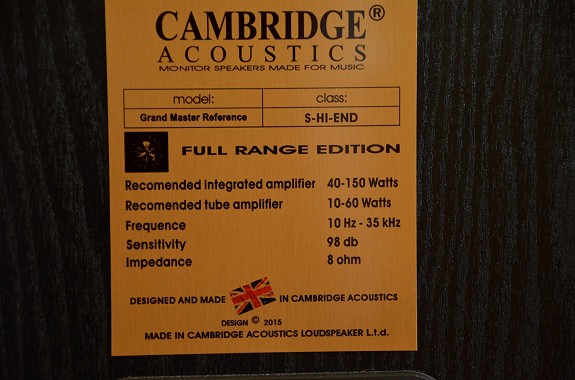 CAMBRIDGE®
ACOUSTICS
MONITOR SPEAKERS MADE FOR MUSIC
model: class:
Grand Master Reference S-HI-END
FULL RANGE EDITION
Recomended integrated amplifier 40-150 Watts
Recomended tube amplifier 10-60 Watts
Frequence 10 Hz - 35 kHz
Sensitivity 98 db
Impedance 8 ohm
DESIGNED AND MADE IN CAMBRIDGE ACOUSTICS
DESIGN © 2015
MADE IN CAMBRIDGE ACOUSTICS LOUDSPEAKER L.t.d.